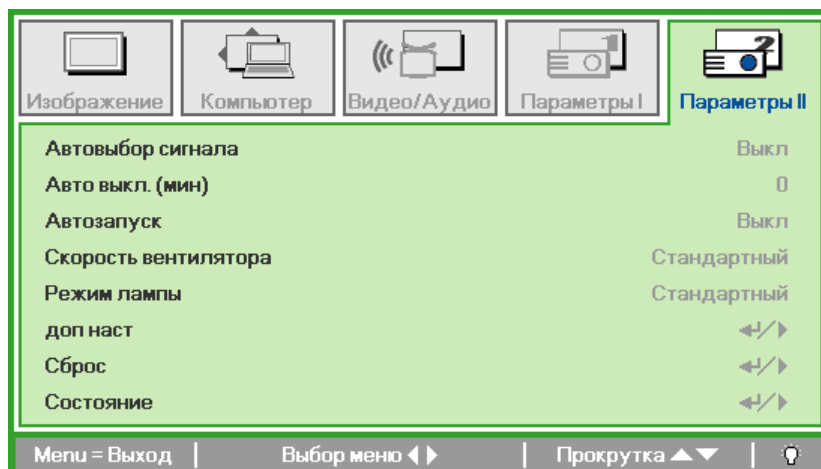 Изображение Компьютер Видео/Аудио Параметры I Параметры II
Автовыбор сигнала Выкл
Авто выкл. (мин) 0
Автозапуск Выкл
Скорость вентилятора Стандартный
Режим лампы Стандартный
доп наст
Сброс
Состояние
Menu = Выход Выбор меню Прокрутка